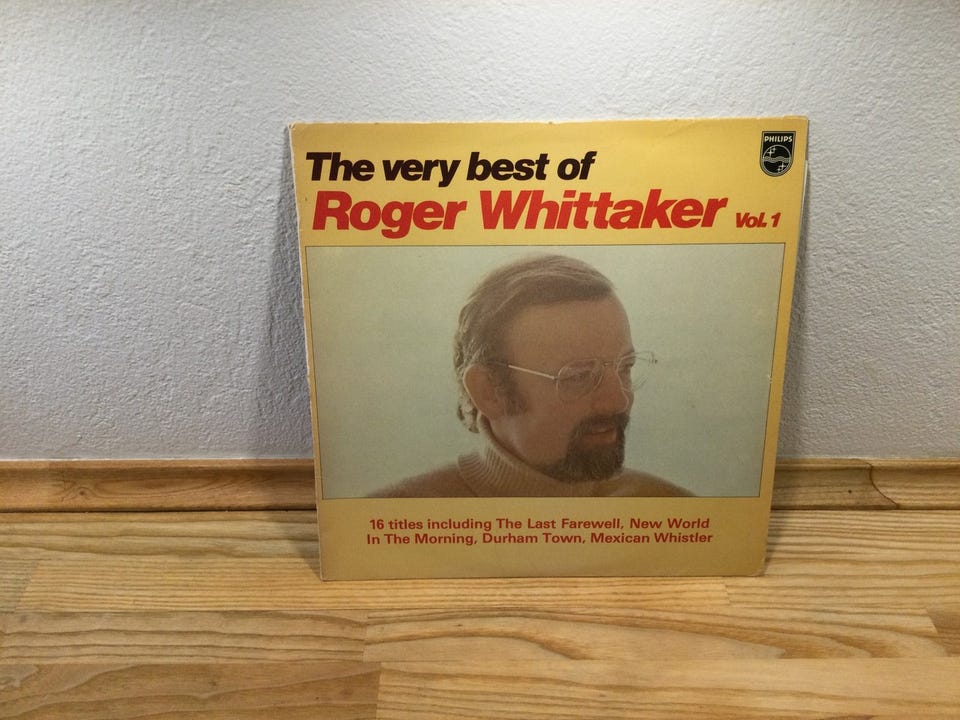 The very best of
Roger Whittaker Vol. 1
PHILIPS
16 titles including The Last Farewell, New World
In The Morning, Durham Town, Mexican Whistler